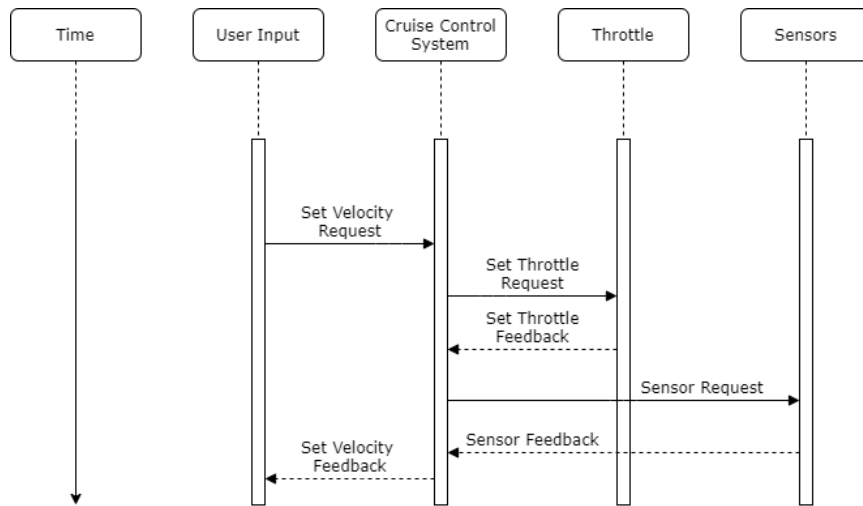 Time
User Input
Cruise Control
System
Throttle
Sensors
Set Velocity
Request
Set Throttle
Request
Set Throttle
Feedback
Sensor Request
Sensor Feedback
Set Velocity
Feedback